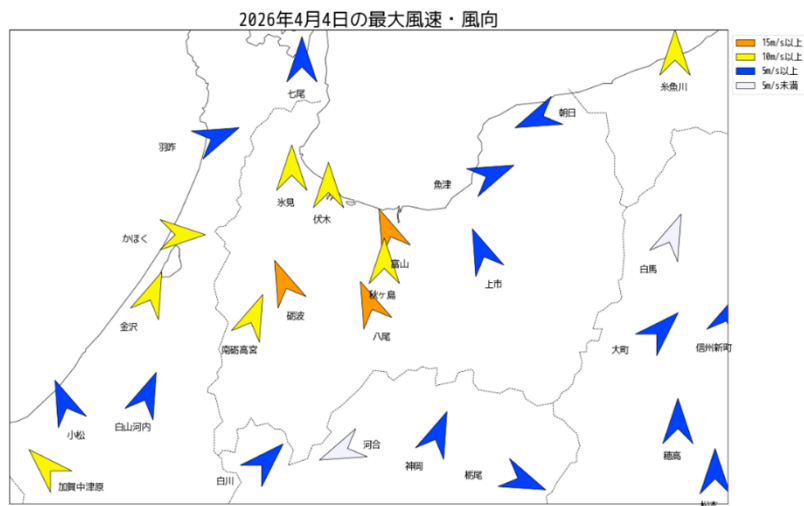 2026年4月4日の最大風速・風向
15m/s以上
10m/s以上
5m/s以上
5m/s未満
七尾
糸魚川
朝日
羽咋
魚津
氷見
伏木
かほく
富山
白馬
上市
秋ヶ島
砺波
金沢
八尾
南砺高宮
大町
信州新町
小松
白山河内
河合
神岡
穂高
白川
栃尾
加賀中津原